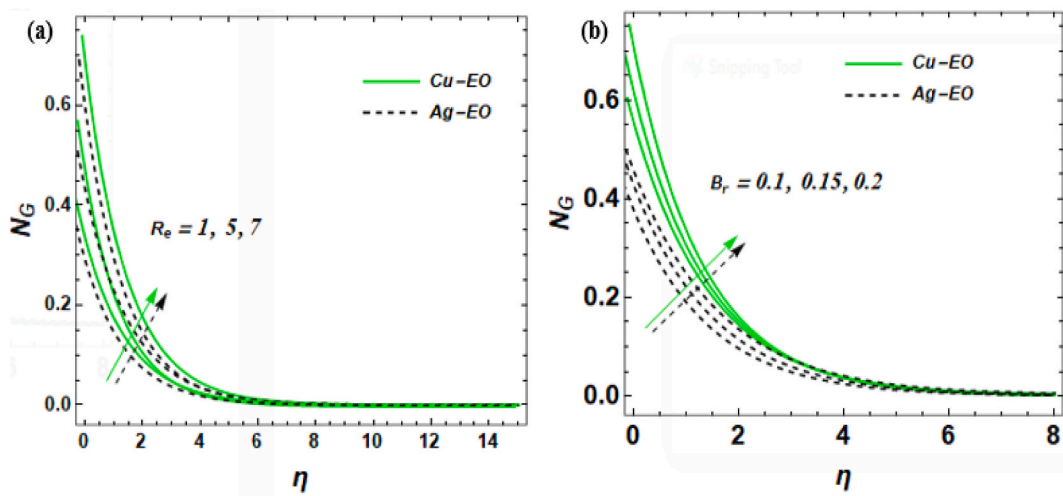 (a)
Cu-EO
Ag-EO
R_e = 1, 5, 7
N_G
0.6
0.4
0.2
0.0
0 2 4 6 8 10 12 14
η
(b)
Snipping Tool
Cu-EO
Ag-EO
B_r = 0.1, 0.15, 0.2
N_G
0.6
0.4
0.2
0.0
0 2 4 6 8
η